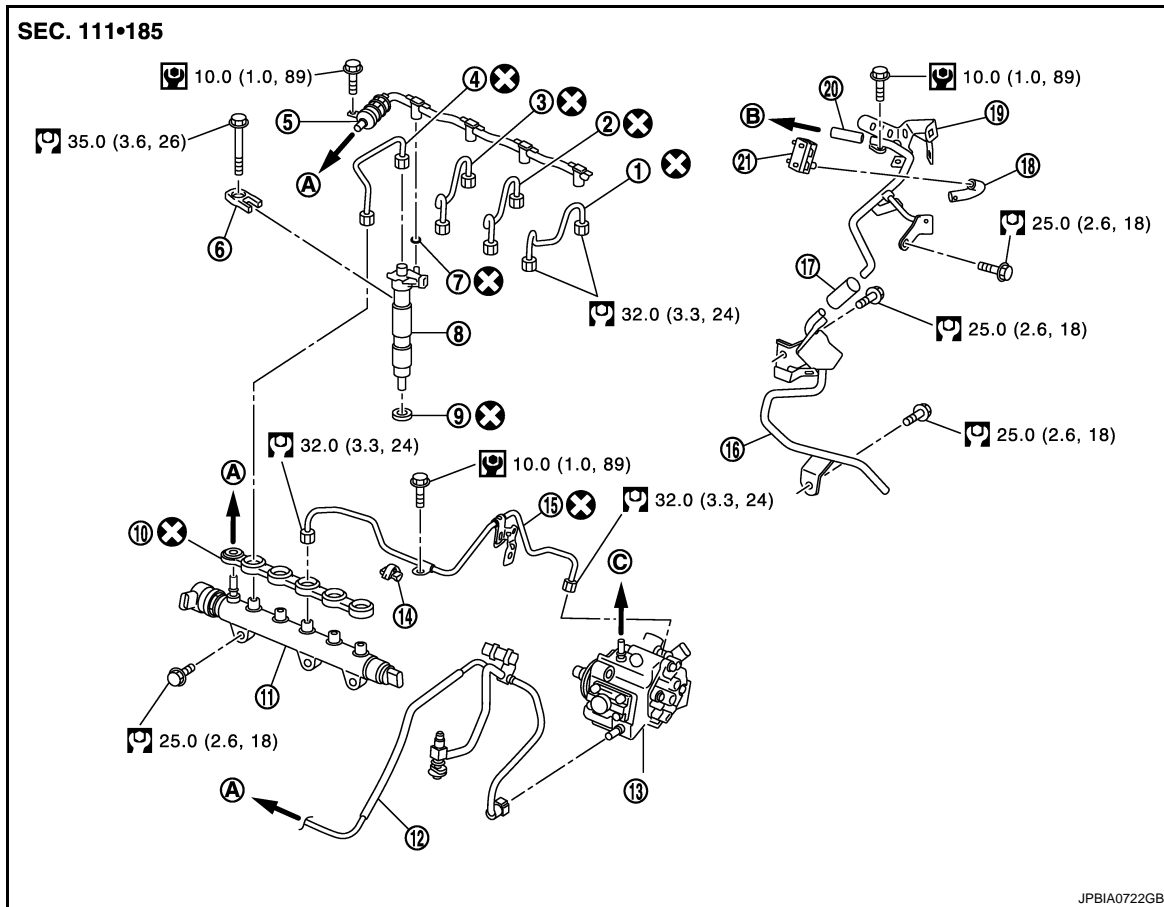 SEC. 111•185
10.0 (1.0, 89)
4
3
2
1
5
35.0 (3.6, 26)
A
6
7
32.0 (3.3, 24)
8
9
20
10.0 (1.0, 89)
19
B
21
18
25.0 (2.6, 18)
17
25.0 (2.6, 18)
25.0 (2.6, 18)
16
32.0 (3.3, 24)
10.0 (1.0, 89)
A
15
32.0 (3.3, 24)
10
14
C
11
25.0 (2.6, 18)
13
A
12
JPBIA0722GB